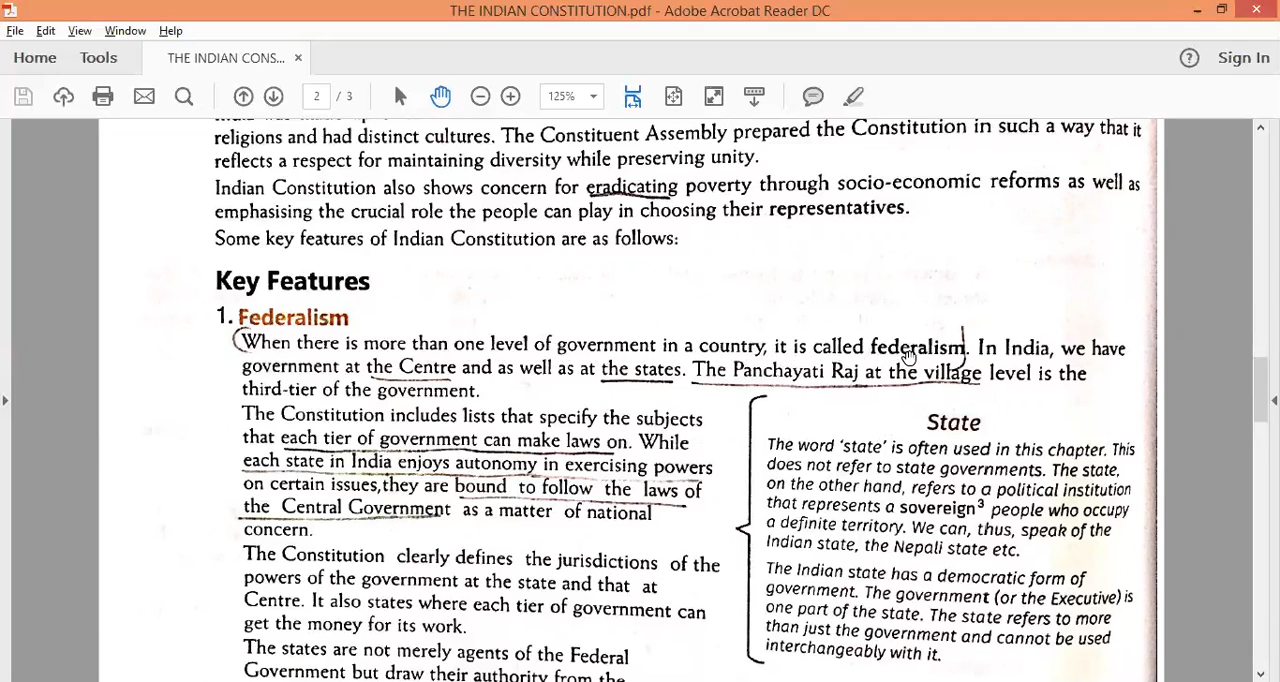 THE INDIAN CONSTITUTION.pdf - Adobe Acrobat Reader DC
File Edit View Window Help
Home Tools THE INDIAN CONS... × Sign In
2 / 3 125%
religions and had distinct cultures. The Constituent Assembly prepared the Constitution in such a way that it
reflects a respect for maintaining diversity while preserving unity.
Indian Constitution also shows concern for eradicating poverty through socio-economic reforms as well as
emphasising the crucial role the people can play in choosing their representatives.
Some key features of Indian Constitution are as follows:
Key Features
1. Federalism
When there is more than one level of government in a country, it is called federalism. In India, we have
government at the Centre and as well as at the states. The Panchayati Raj at the village level is the
third-tier of the government.
The Constitution includes lists that specify the subjects
that each tier of government can make laws on. While
each state in India enjoys autonomy in exercising powers
on certain issues, they are bound to follow the laws of
the Central Government as a matter of national
concern.
The Constitution clearly defines the jurisdictions of the
powers of the government at the state and that at
Centre. It also states where each tier of government can
get the money for its work.
The states are not merely agents of the Federal
Government but draw their authority from the
State
The word 'state' is often used in this chapter. This
does not refer to state governments. The state,
on the other hand, refers to a political institution
that represents a sovereign³ people who occupy
a definite territory. We can, thus, speak of the
Indian state, the Nepali state etc.
The Indian state has a democratic form of
government. The government (or the Executive) is
one part of the state. The state refers to more
than just the government and cannot be used
interchangeably with it.